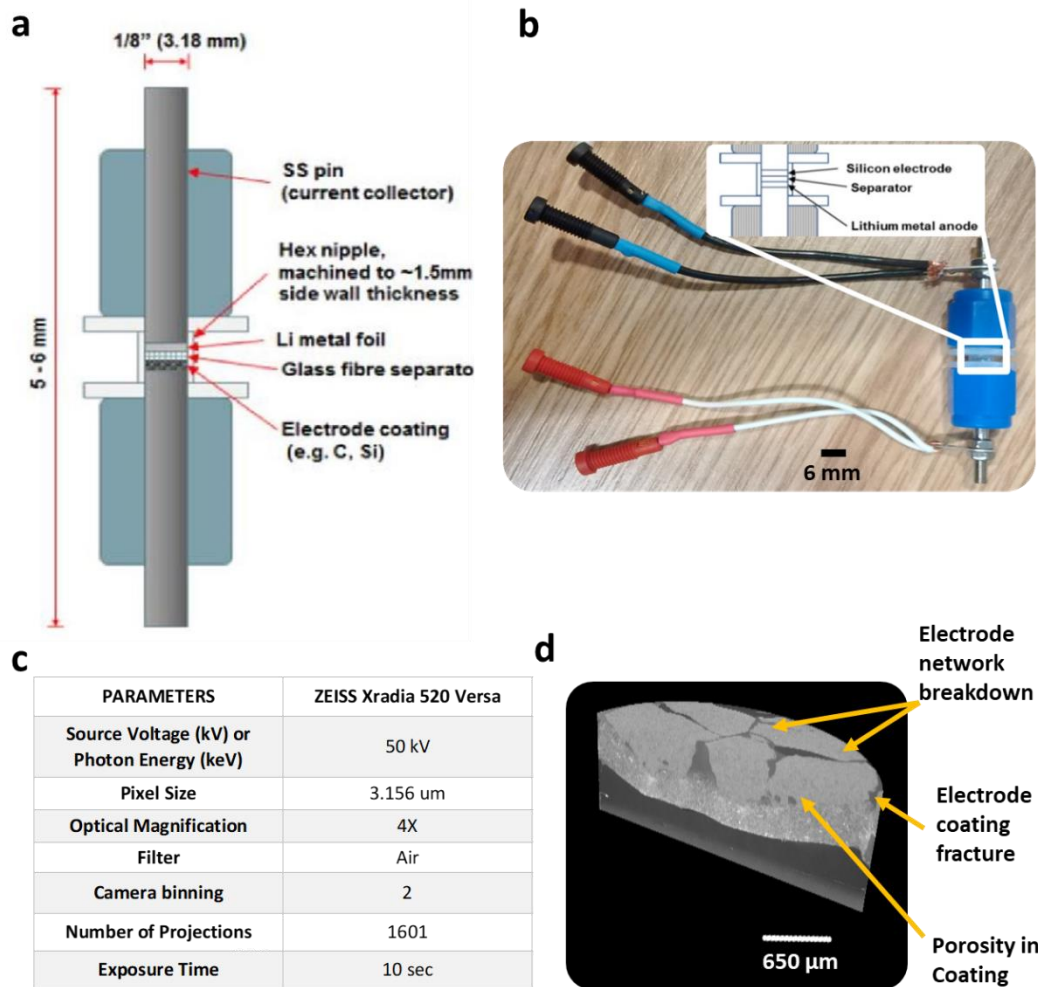 a
1/8” (3.18 mm)
5 - 6 mm
SS pin
(current collector)
Hex nipple,
machined to ~1.5mm
side wall thickness
Li metal foil
Glass fibre separato
Electrode coating
(e.g. C, Si)
b
Silicon electrode
Separator
Lithium metal anode
6 mm
c
PARAMETERS ZEISS Xradia 520 Versa
Source Voltage (kV) or
Photon Energy (keV) 50 kV
Pixel Size 3.156 um
Optical Magnification 4X
Filter Air
Camera binning 2
Number of Projections 1601
Exposure Time 10 sec
d
Electrode
network
breakdown
Electrode
coating
fracture
Porosity in
Coating
650 µm